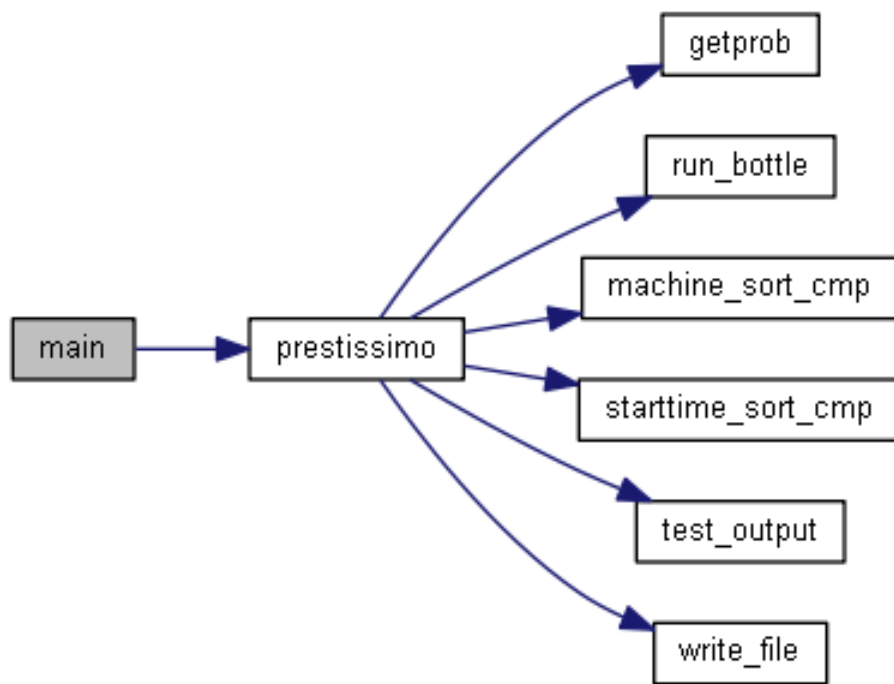 getprob
run_bottle
machine_sort_cmp
main
prestissimo
starttime_sort_cmp
test_output
write_file